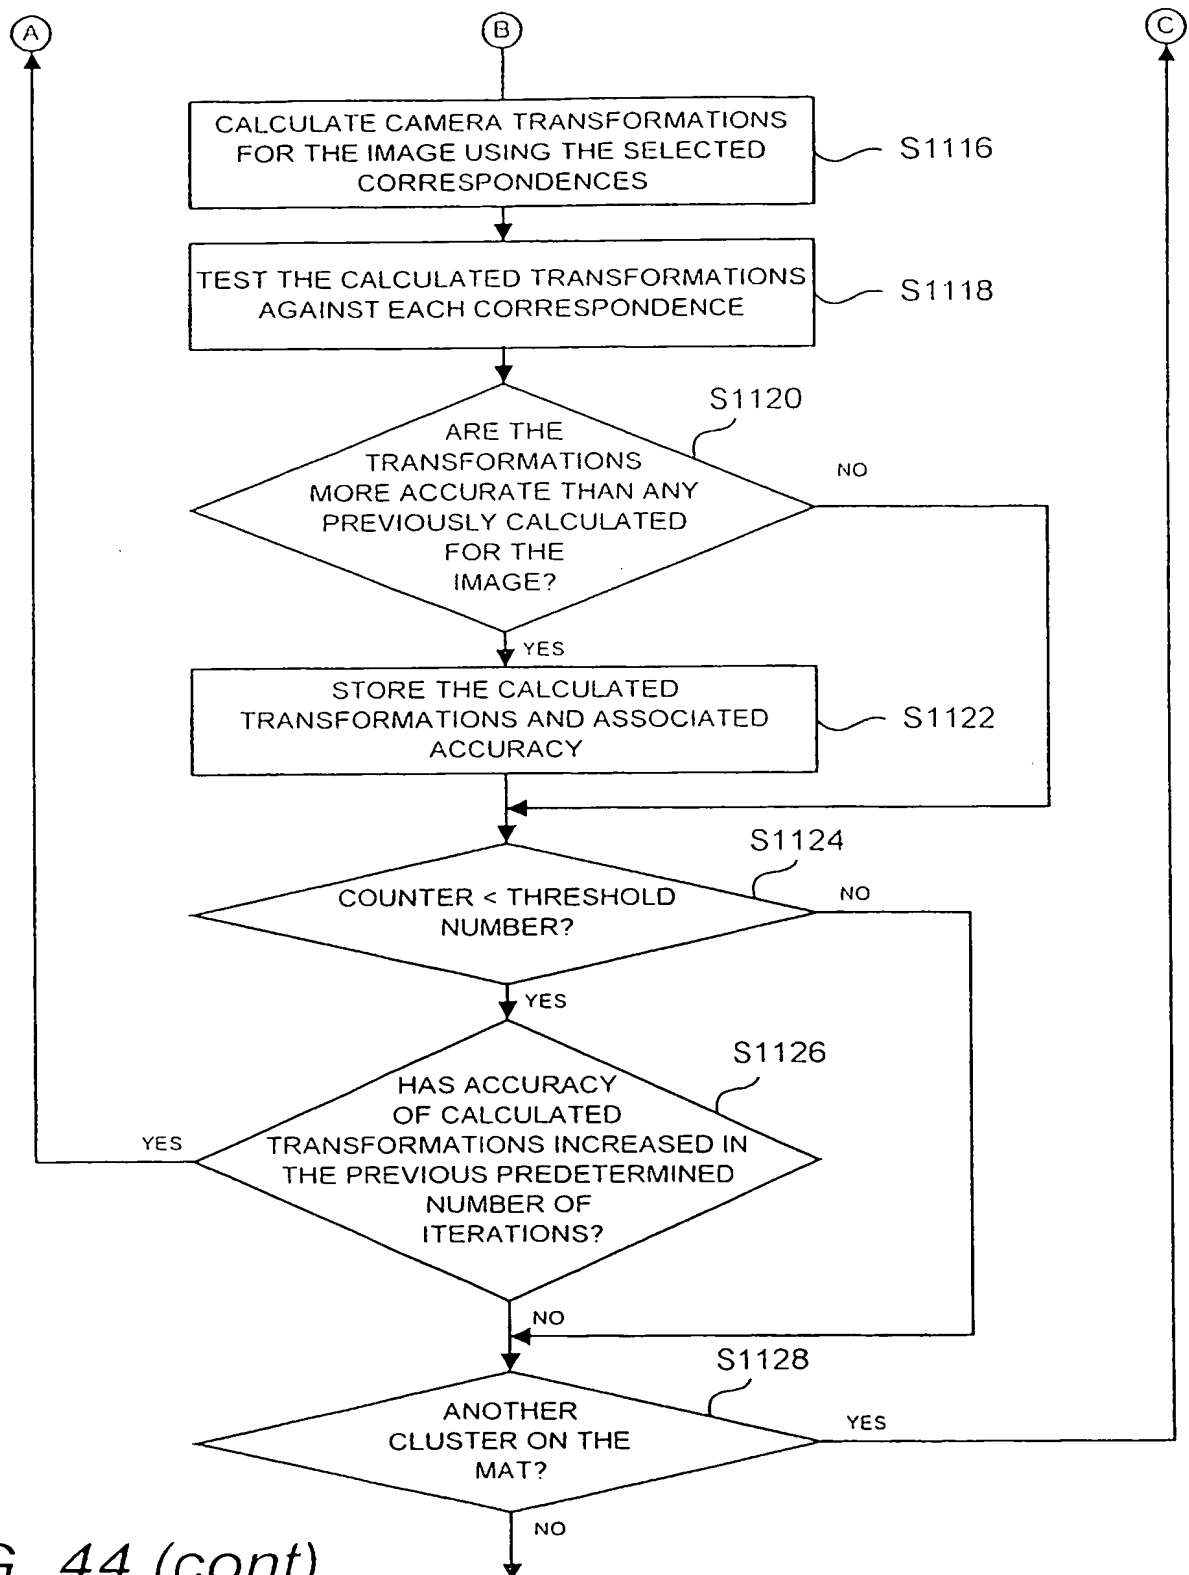 A
B
C
CALCULATE CAMERA TRANSFORMATIONS
FOR THE IMAGE USING THE SELECTED
CORRESPONDENCES
S1116
TEST THE CALCULATED TRANSFORMATIONS
AGAINST EACH CORRESPONDENCE
S1118
S1120
ARE THE
TRANSFORMATIONS
MORE ACCURATE THAN ANY
PREVIOUSLY CALCULATED
FOR THE
IMAGE?
NO
YES
STORE THE CALCULATED
TRANSFORMATIONS AND ASSOCIATED
ACCURACY
S1122
S1124
COUNTER < THRESHOLD
NUMBER?
NO
YES
S1126
HAS ACCURACY
OF CALCULATED
TRANSFORMATIONS INCREASED IN
THE PREVIOUS PREDETERMINED
NUMBER OF
ITERATIONS?
YES
NO
S1128
ANOTHER
CLUSTER ON THE
MAT?
YES
NO
G. 44 (cont)